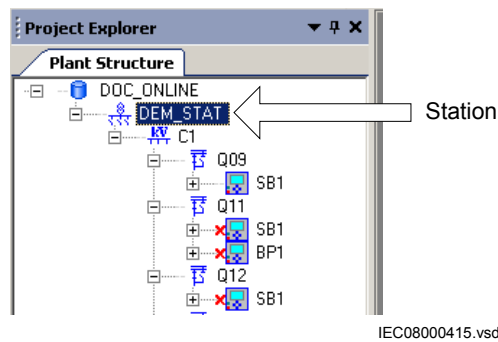 Project Explorer
Plant Structure
DOC_ONLINE
DEM_STAT
Station
kV C1
Q09
SB1
Q11
SB1
BP1
Q12
SB1
IEC08000415.vsd